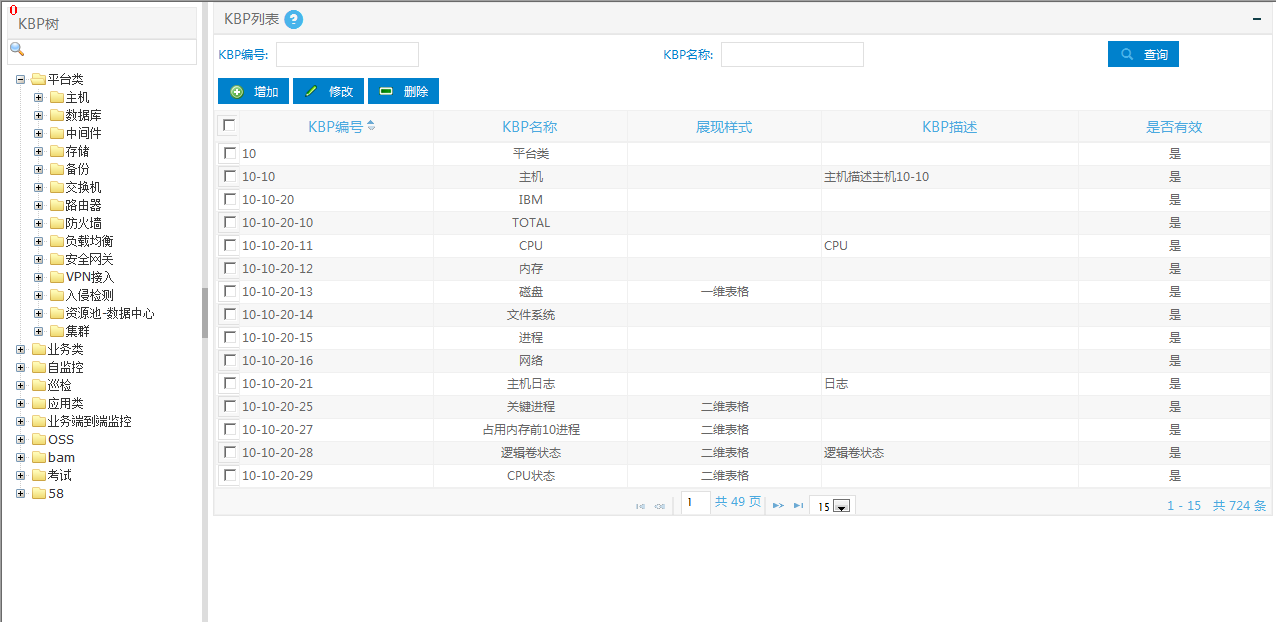 0
KBP树
平台类
主机
数据库
中间件
存储
备份
交换机
路由器
防火墙
负载均衡
安全网关
VPN接入
入侵检测
资源池-数据中心
集群
业务类
自监控
巡检
应用类
业务端到端监控
OSS
bam
考试
58
KBP列表 ?
KBP编号: KBP名称: 查询
增加 修改 删除
KBP编号 KBP名称 展现样式 KBP描述 是否有效
10 平台类 是
10-10 主机 主机描述主机10-10 是
10-10-20 IBM 是
10-10-20-10 TOTAL 是
10-10-20-11 CPU CPU 是
10-10-20-12 内存 是
10-10-20-13 磁盘 一维表格 是
10-10-20-14 文件系统 是
10-10-20-15 进程 是
10-10-20-16 网络 是
10-10-20-21 主机日志 日志 是
10-10-20-25 关键进程 二维表格 是
10-10-20-27 占用内存前10进程 二维表格 是
10-10-20-28 逻辑卷状态 二维表格 逻辑卷状态 是
10-10-20-29 CPU状态 二维表格 是
1 共 49 页 15 1 - 15 共 724 条